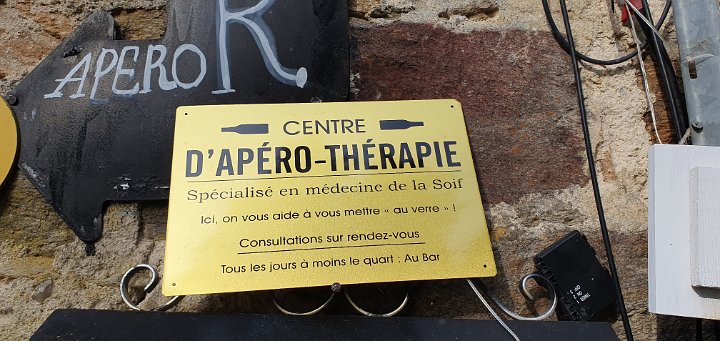 APERO R
CENTRE
D'APÉRO-THÉRAPIE
Spécialisé en médecine de la Soif
Ici, on vous aide à vous mettre « au verre » !
Consultations sur rendez-vous
Tous les jours à moins le quart : Au Bar